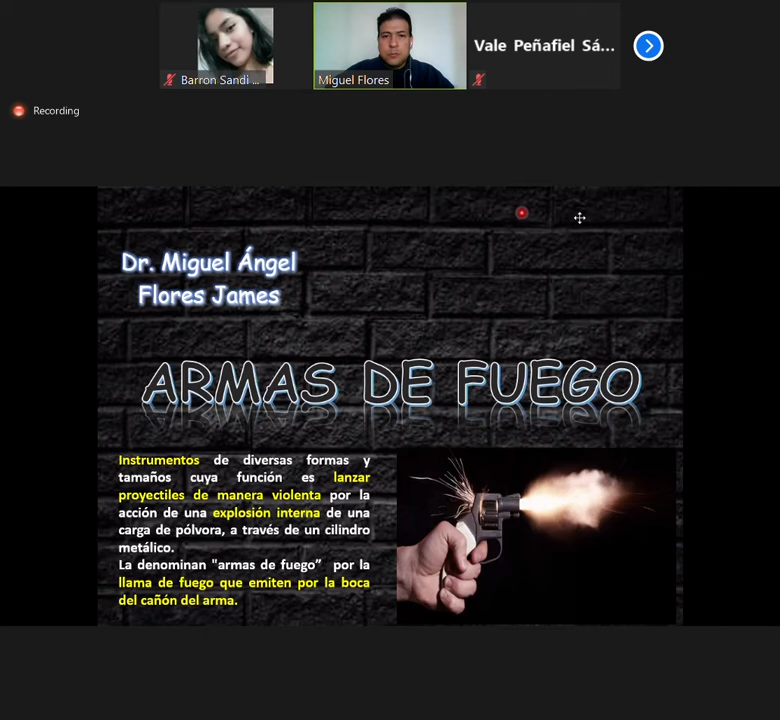 Barron Sandi ...
Miguel Flores
Vale Peñafiel Sá...
Recording
Dr. Miguel Ángel
Flores James
ARMAS DE FUEGO
Instrumentos de diversas formas y
tamaños cuya función es lanzar
proyectiles de manera violenta por la
acción de una explosión interna de una
carga de pólvora, a través de un cilindro
metálico.
La denominan "armas de fuego” por la
llama de fuego que emiten por la boca
del cañón del arma.